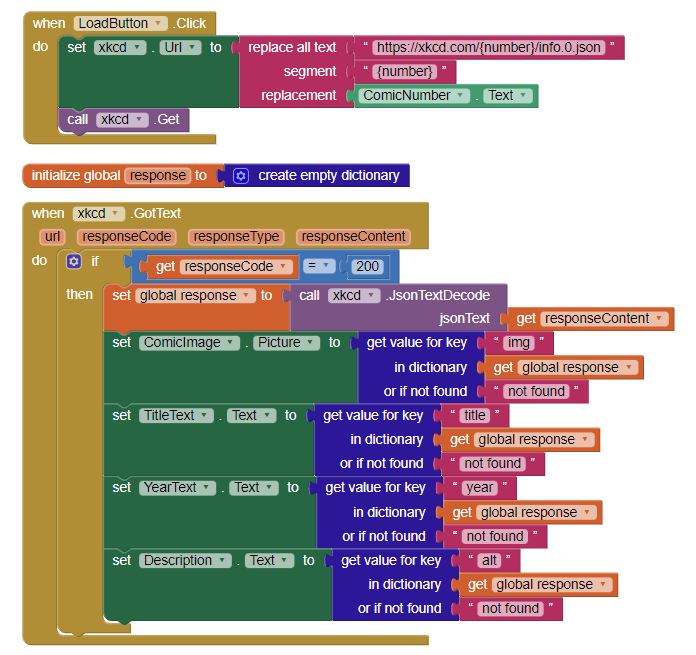 when LoadButton .Click
do set xkcd . Url to replace all text “ https://xkcd.com/{number}/info.0.json ”
segment “ {number} ”
replacement ComicNumber . Text
call xkcd .Get
initialize global response to create empty dictionary
when xkcd .GotText
url responseCode responseType responseContent
do if get responseCode = 200
then set global response to call xkcd .JsonTextDecode
jsonText get responseContent
set ComicImage . Picture to get value for key “ img ”
in dictionary get global response
or if not found “ not found ”
set TitleText . Text to get value for key “ title ”
in dictionary get global response
or if not found “ not found ”
set YearText . Text to get value for key “ year ”
in dictionary get global response
or if not found “ not found ”
set Description . Text to get value for key “ alt ”
in dictionary get global response
or if not found “ not found ”